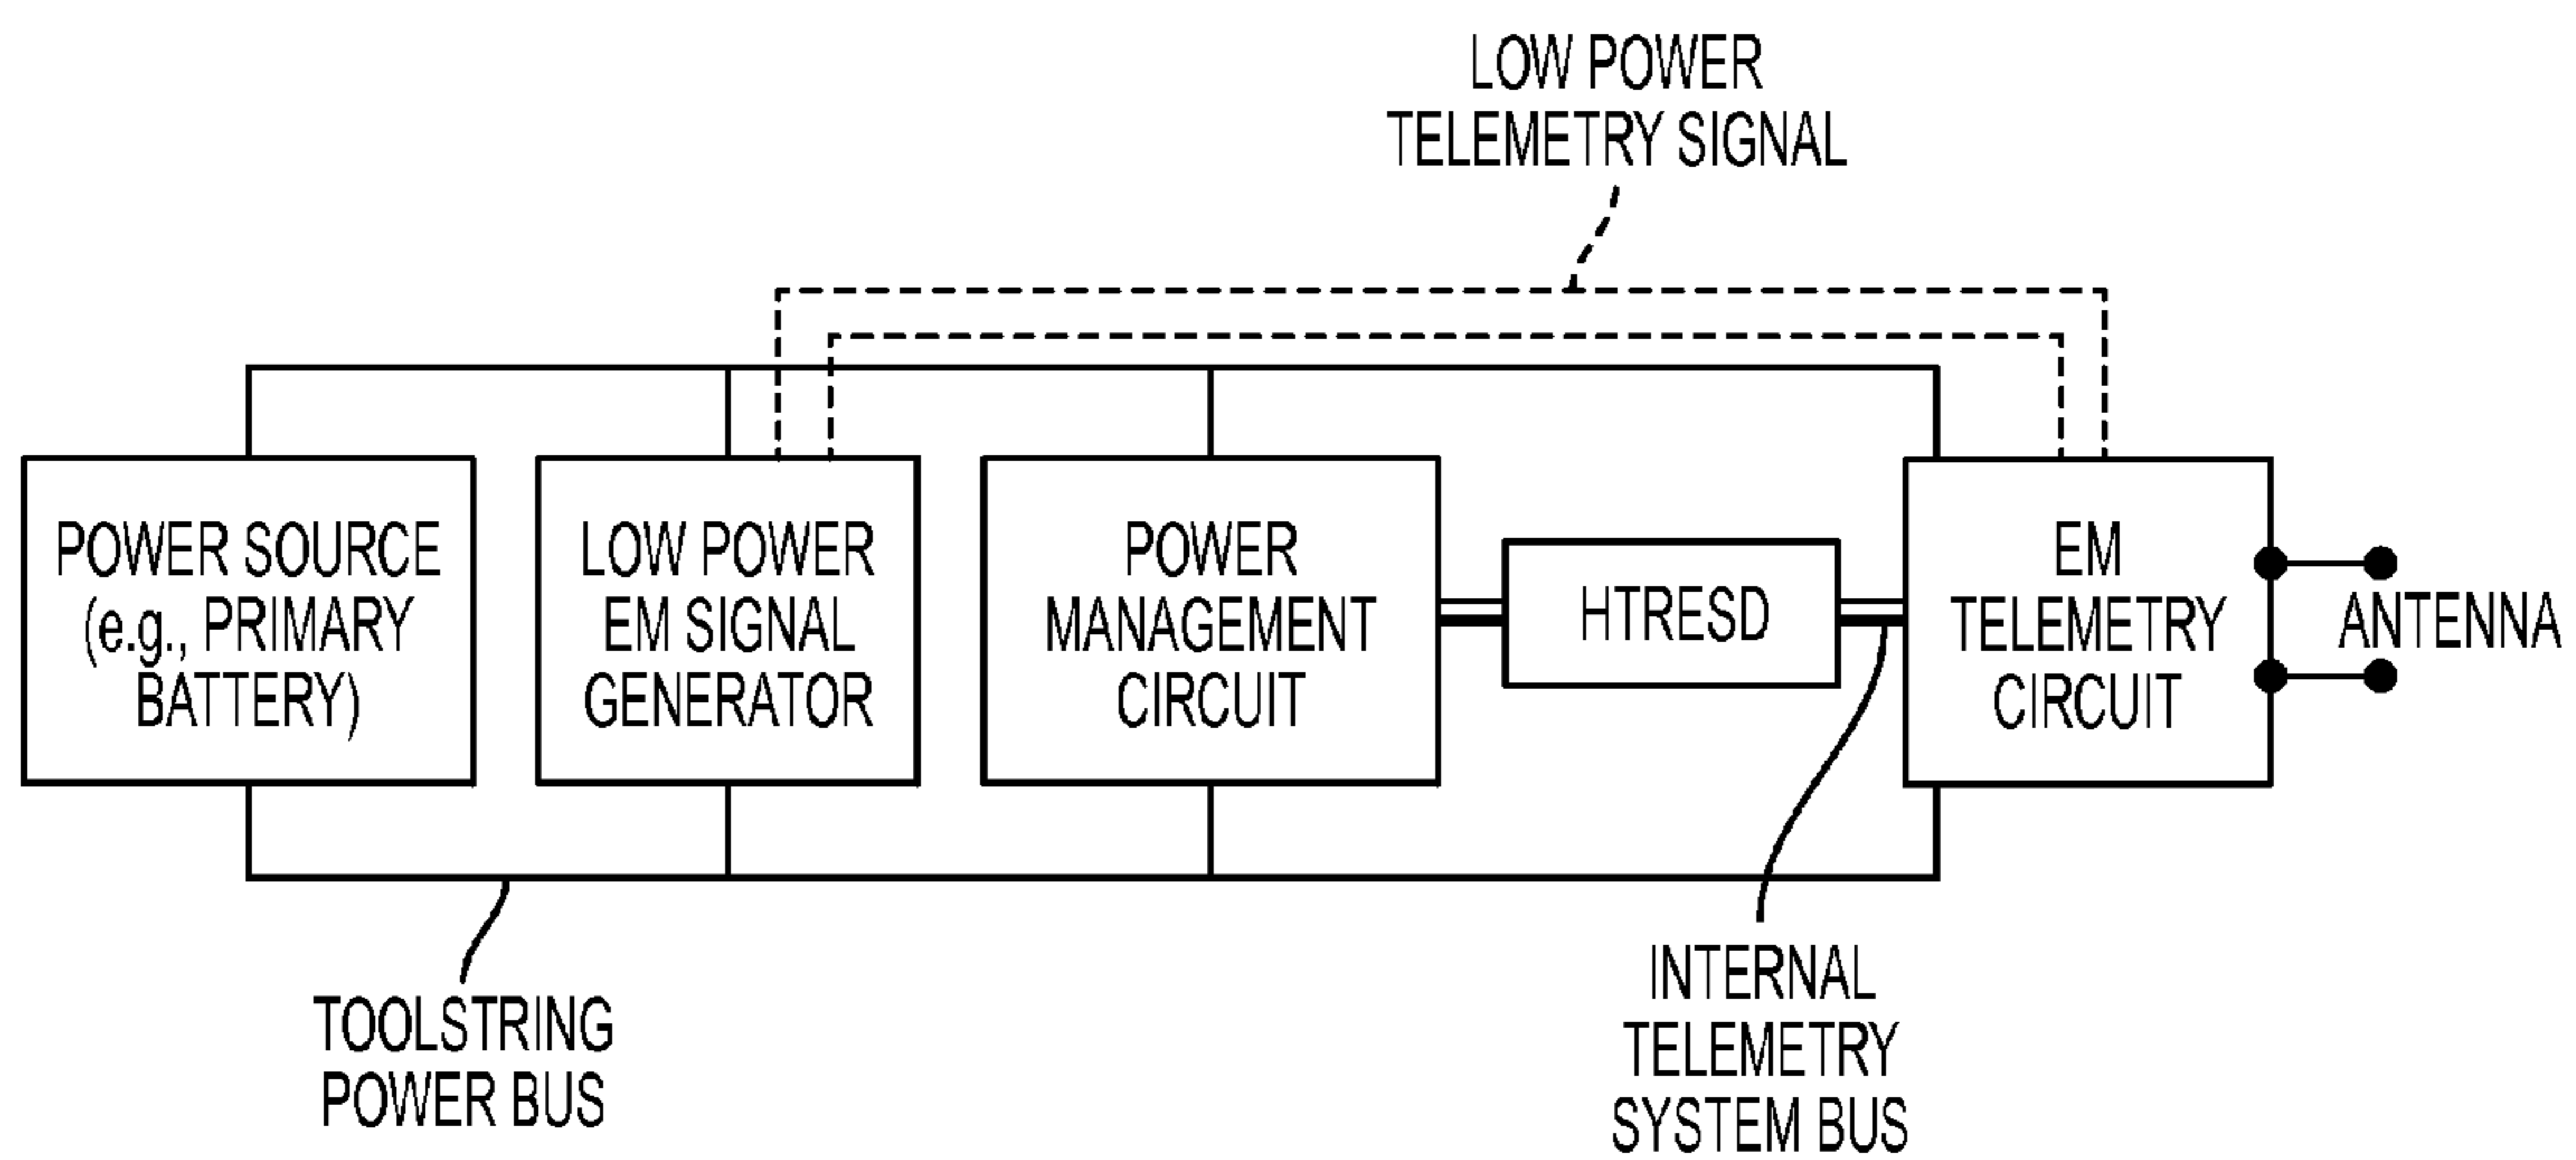 LOW POWER
TELEMETRY SIGNAL
POWER SOURCE
(e.g., PRIMARY
BATTERY)
LOW POWER
EM SIGNAL
GENERATOR
POWER
MANAGEMENT
CIRCUIT
HTRESD
EM
TELEMETRY
CIRCUIT
ANTENNA
TOOLSTRING
POWER BUS
INTERNAL
TELEMETRY
SYSTEM BUS